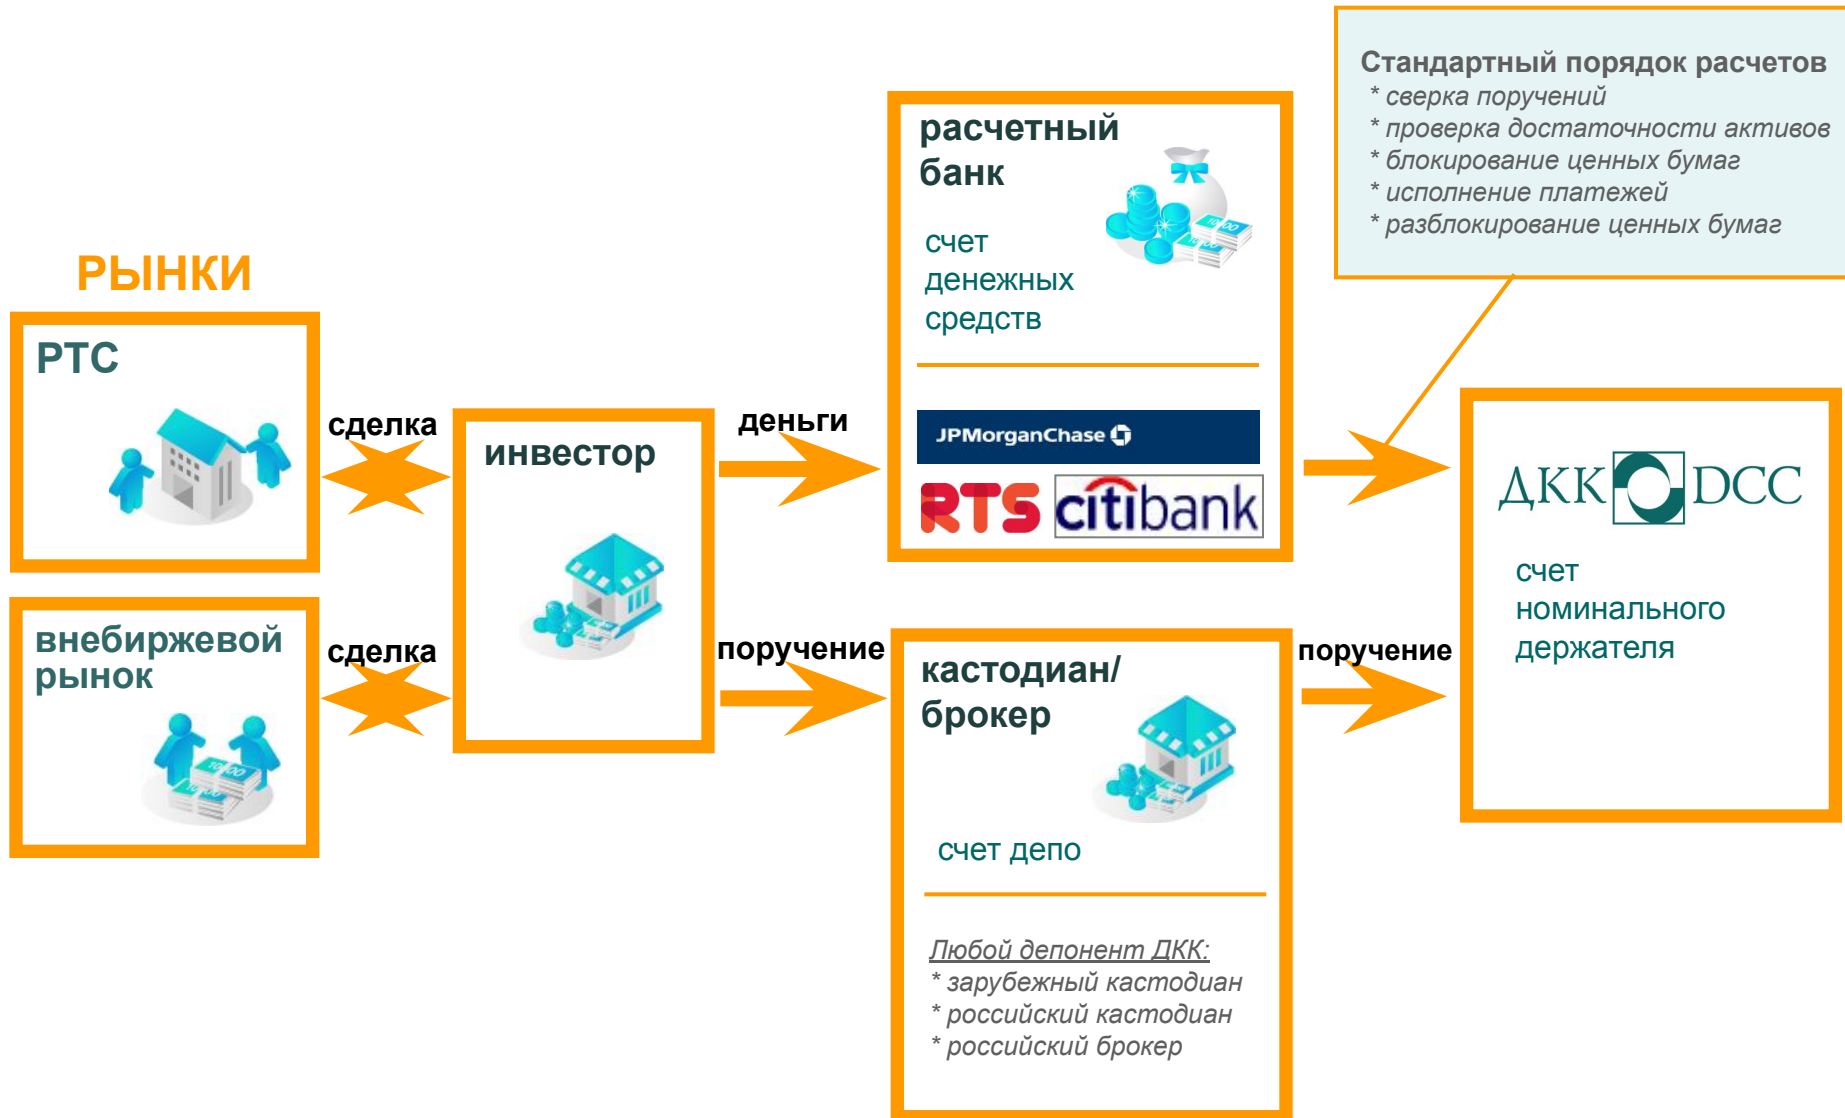 РЫНКИ
РТС
внебиржевой
рынок
сделка
сделка
инвестор
деньги
поручение
расчетный
банк
счет
денежных
средств
JPMorganChase
RTS citibank
кастодиан/
брокер
счет депо
Любой депонент ДКК:
* зарубежный кастодиан
* российский кастодиан
* российский брокер
поручение
Стандартный порядок расчетов
* сверка поручений
* проверка достаточности активов
* блокирование ценных бумаг
* исполнение платежей
* разблокирование ценных бумаг
ДКК DCC
счет
номинального
держателя